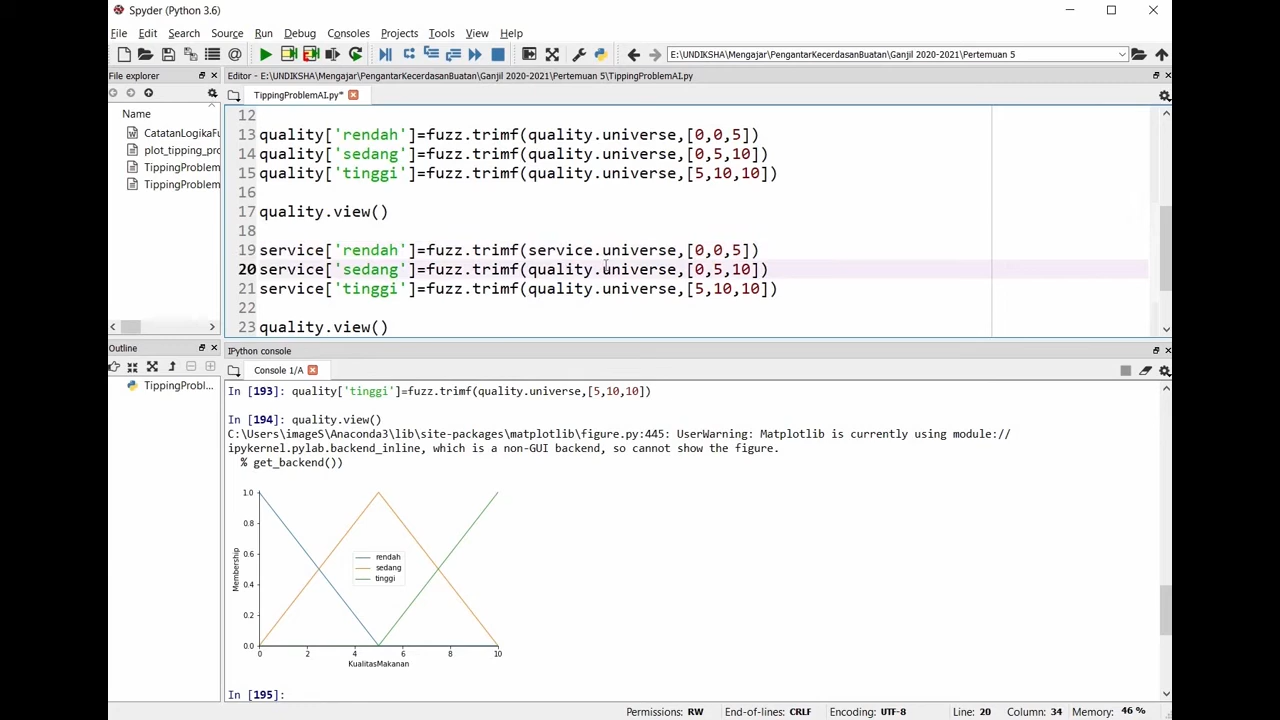 Spyder (Python 3.6)
File Edit Search Source Run Debug Consoles Projects Tools View Help
E:\UNDIKSHA\Mengajar\PengantarKecerdasanBuatan\Ganjil 2020-2021\Pertemuan 5
File explorer
Editor - E:\UNDIKSHA\Mengajar\PengantarKecerdasanBuatan\Ganjil 2020-2021\Pertemuan 5\TippingProblemAI.py
TippingProblemAI.py*
Name
CatatanLogikaFu
plot_tipping_pro
TippingProblem
TippingProblem
12
13 quality['rendah']=fuzz.trimf(quality.universe,[0,0,5])
14 quality['sedang']=fuzz.trimf(quality.universe,[0,5,10])
15 quality['tinggi']=fuzz.trimf(quality.universe,[5,10,10])
16
17 quality.view()
18
19 service['rendah']=fuzz.trimf(service.universe,[0,0,5])
20 service['sedang']=fuzz.trimf(quality.universe,[0,5,10])
21 service['tinggi']=fuzz.trimf(quality.universe,[5,10,10])
22
23 quality.view()
Outline
TippingProbl...
IPython console
Console 1/A
In [193]: quality['tinggi']=fuzz.trimf(quality.universe,[5,10,10])
In [194]: quality.view()
C:\Users\imageS\Anaconda3\lib\site-packages\matplotlib\figure.py:445: UserWarning: Matplotlib is currently using module://
ipykernel.pylab.backend_inline, which is a non-GUI backend, so cannot show the figure.
% get_backend())
1.0
0.8
0.6
0.4
0.2
0.0
Membership
rendah
sedang
tinggi
0 2 4 6 8 10
KualitasMakanan
In [195]:
Permissions: RW End-of-lines: CRLF Encoding: UTF-8 Line: 20 Column: 34 Memory: 46 %